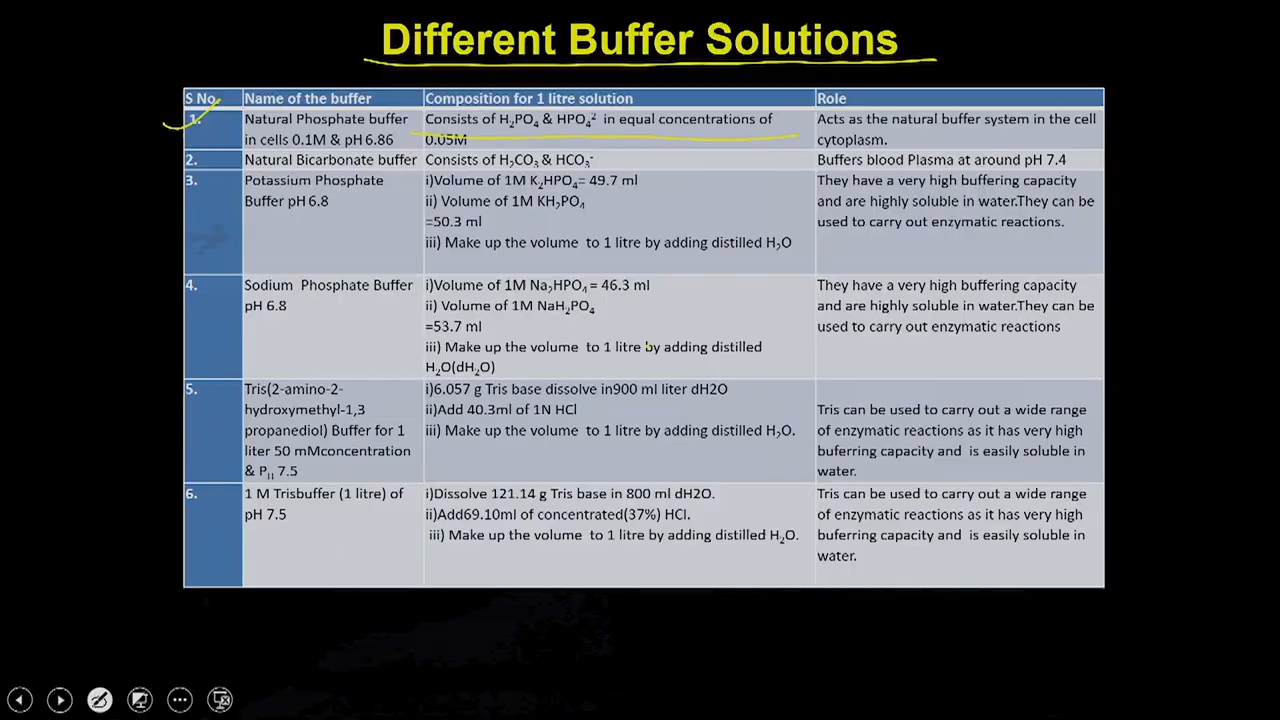 Different Buffer Solutions
S No. Name of the buffer Composition for 1 litre solution Role
1. Natural Phosphate buffer Consists of H₂PO₄ & HPO₄² in equal concentrations of Acts as the natural buffer system in the cell
in cells 0.1M & pH 6.86 0.05M cytoplasm.
2. Natural Bicarbonate buffer Consists of H₂CO₃ & HCO₃⁻ Buffers blood Plasma at around pH 7.4
3. Potassium Phosphate i)Volume of 1M K₂HPO₄= 49.7 ml They have a very high buffering capacity
Buffer pH 6.8 ii) Volume of 1M KH₂PO₄ and are highly soluble in water.They can be
=50.3 ml used to carry out enzymatic reactions.
iii) Make up the volume to 1 litre by adding distilled H₂O
4. Sodium Phosphate Buffer i)Volume of 1M Na₂HPO₄ = 46.3 ml They have a very high buffering capacity
pH 6.8 ii) Volume of 1M NaH₂PO₄ and are highly soluble in water.They can be
=53.7 ml used to carry out enzymatic reactions
iii) Make up the volume to 1 litre by adding distilled
H₂O(dH₂O)
5. Tris(2-amino-2- i)6.057 g Tris base dissolve in900 ml liter dH2O
hydroxymethyl-1,3 ii)Add 40.3ml of 1N HCl Tris can be used to carry out a wide range
propanediol) Buffer for 1 iii) Make up the volume to 1 litre by adding distilled H₂O. of enzymatic reactions as it has very high
liter 50 mMconcentration buferring capacity and is easily soluble in
& P_H 7.5 water.
6. 1 M Trisbuffer (1 litre) of i)Dissolve 121.14 g Tris base in 800 ml dH2O. Tris can be used to carry out a wide range
pH 7.5 ii)Add69.10ml of concentrated(37%) HCl. of enzymatic reactions as it has very high
iii) Make up the volume to 1 litre by adding distilled H₂O. buferring capacity and is easily soluble in
water.